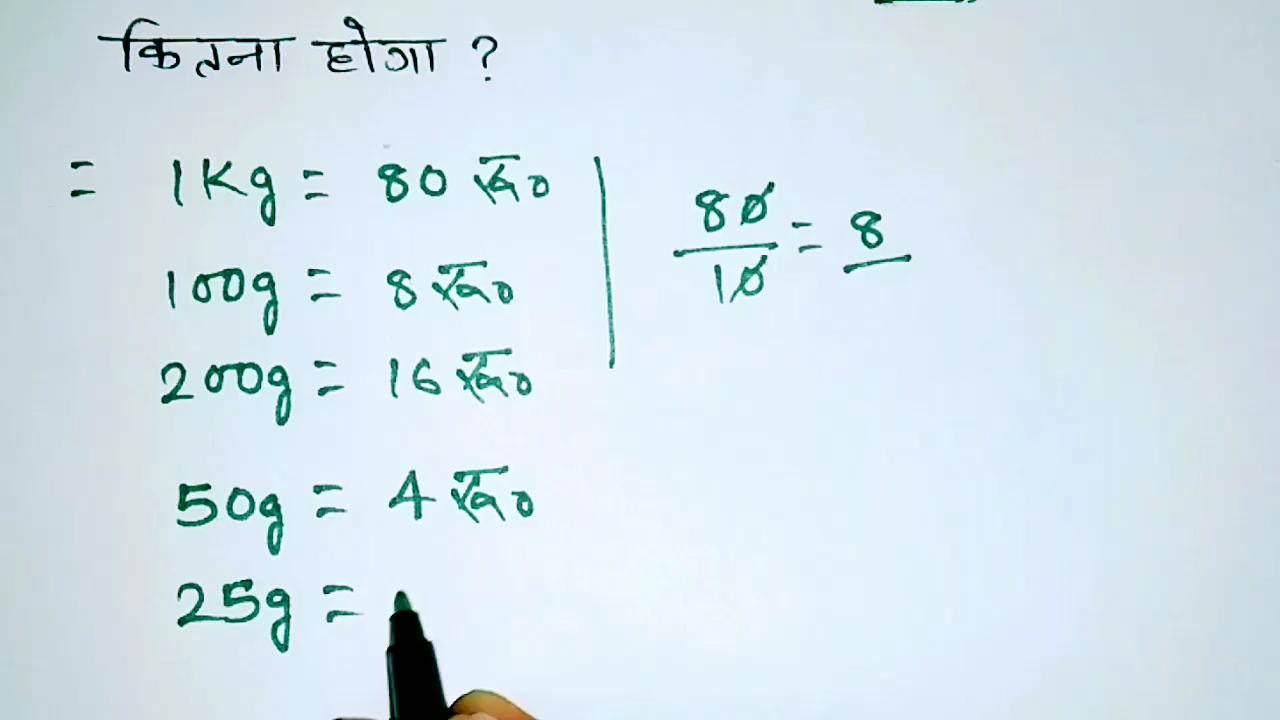 कितना होगा ?
= 1Kg = 80 रू०
100g = 8 रू०
200g = 16 रू०
50g = 4 रू०
25g =
80/10 = 8